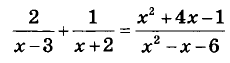 2/(x-3) + 1/(x+2) = (x² + 4x - 1)/(x² - x - 6)